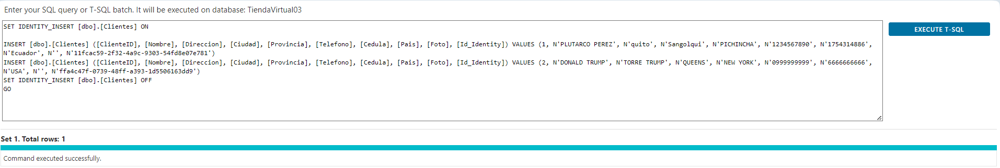 Enter your SQL query or T-SQL batch. It will be executed on database: TiendaVirtual03
SET IDENTITY_INSERT [dbo].[Clientes] ON
EXECUTE T-SQL
INSERT [dbo].[Clientes] ([ClienteID], [Nombre], [Direccion], [Ciudad], [Provincia], [Telefono], [Cedula], [Pais], [Foto], [Id_Identity]) VALUES (1, N'PLUTARCO PEREZ', N'quito', N'Sangolqui', N'PICHINCHA', N'1234567890', N'1754314886',
N'Ecuador', N'', N'11fcac59-2f32-4a9c-9303-54fd8e07e781')
INSERT [dbo].[Clientes] ([ClienteID], [Nombre], [Direccion], [Ciudad], [Provincia], [Telefono], [Cedula], [Pais], [Foto], [Id_Identity]) VALUES (2, N'DONALD TRUMP', N'TORRE TRUMP', N'QUEENS', N'NEW YORK', N'0999999999', N'6666666666',
N'USA', N'', N'ffa4c47f-0739-48ff-a393-1d5506163dd9')
SET IDENTITY_INSERT [dbo].[Clientes] OFF
GO
Set 1. Total rows: 1
Command executed successfully.